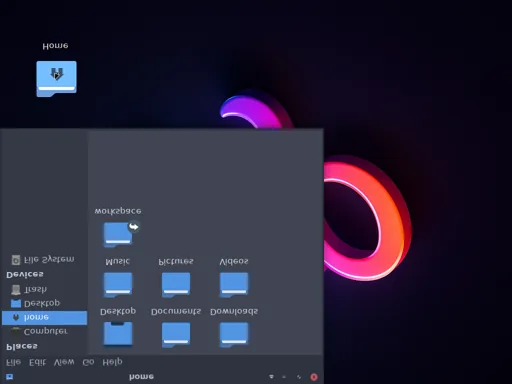 home
File Edit View Go Help
Places
Computer
home
Desktop
Trash
Devices
File System
Desktop Documents Downloads
Music Pictures Videos
workspace
Home